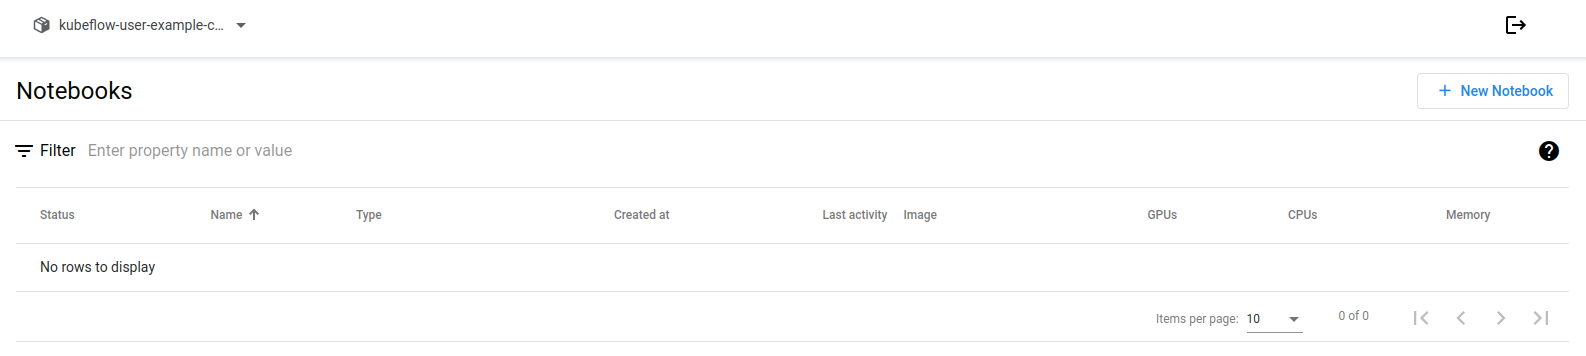 kubeflow-user-example-c...
Notebooks
New Notebook
Filter Enter property name or value
Status Name Type Created at Last activity Image GPUs CPUs Memory
No rows to display
Items per page: 10 0 of 0